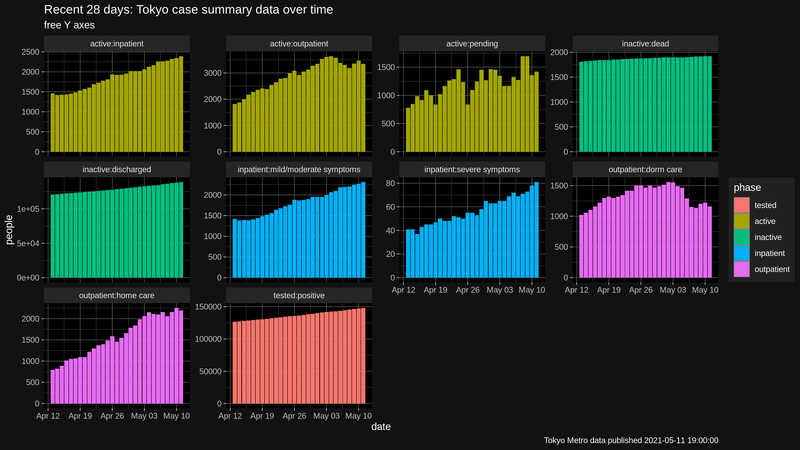 Recent 28 days: Tokyo case summary data over time
free Y axes
active:inpatient
active:outpatient
active:pending
inactive:dead
2500
2000
1500
1000
500
0
3000
2000
1000
0
1500
1000
500
0
2000
1500
1000
500
0
inactive:discharged
inpatient:mild/moderate symptoms
inpatient:severe symptoms
outpatient:dorm care
1e+05
5e+04
0e+00
2000
1500
1000
500
0
80
60
40
20
0
1500
1000
500
0
Apr 12 Apr 19 Apr 26 May 03 May 10
Apr 12 Apr 19 Apr 26 May 03 May 10
outpatient:home care
tested:positive
2000
1500
1000
500
0
150000
100000
50000
0
Apr 12 Apr 19 Apr 26 May 03 May 10
Apr 12 Apr 19 Apr 26 May 03 May 10
people
date
phase
tested
active
inactive
inpatient
outpatient
Tokyo Metro data published 2021-05-11 19:00:00